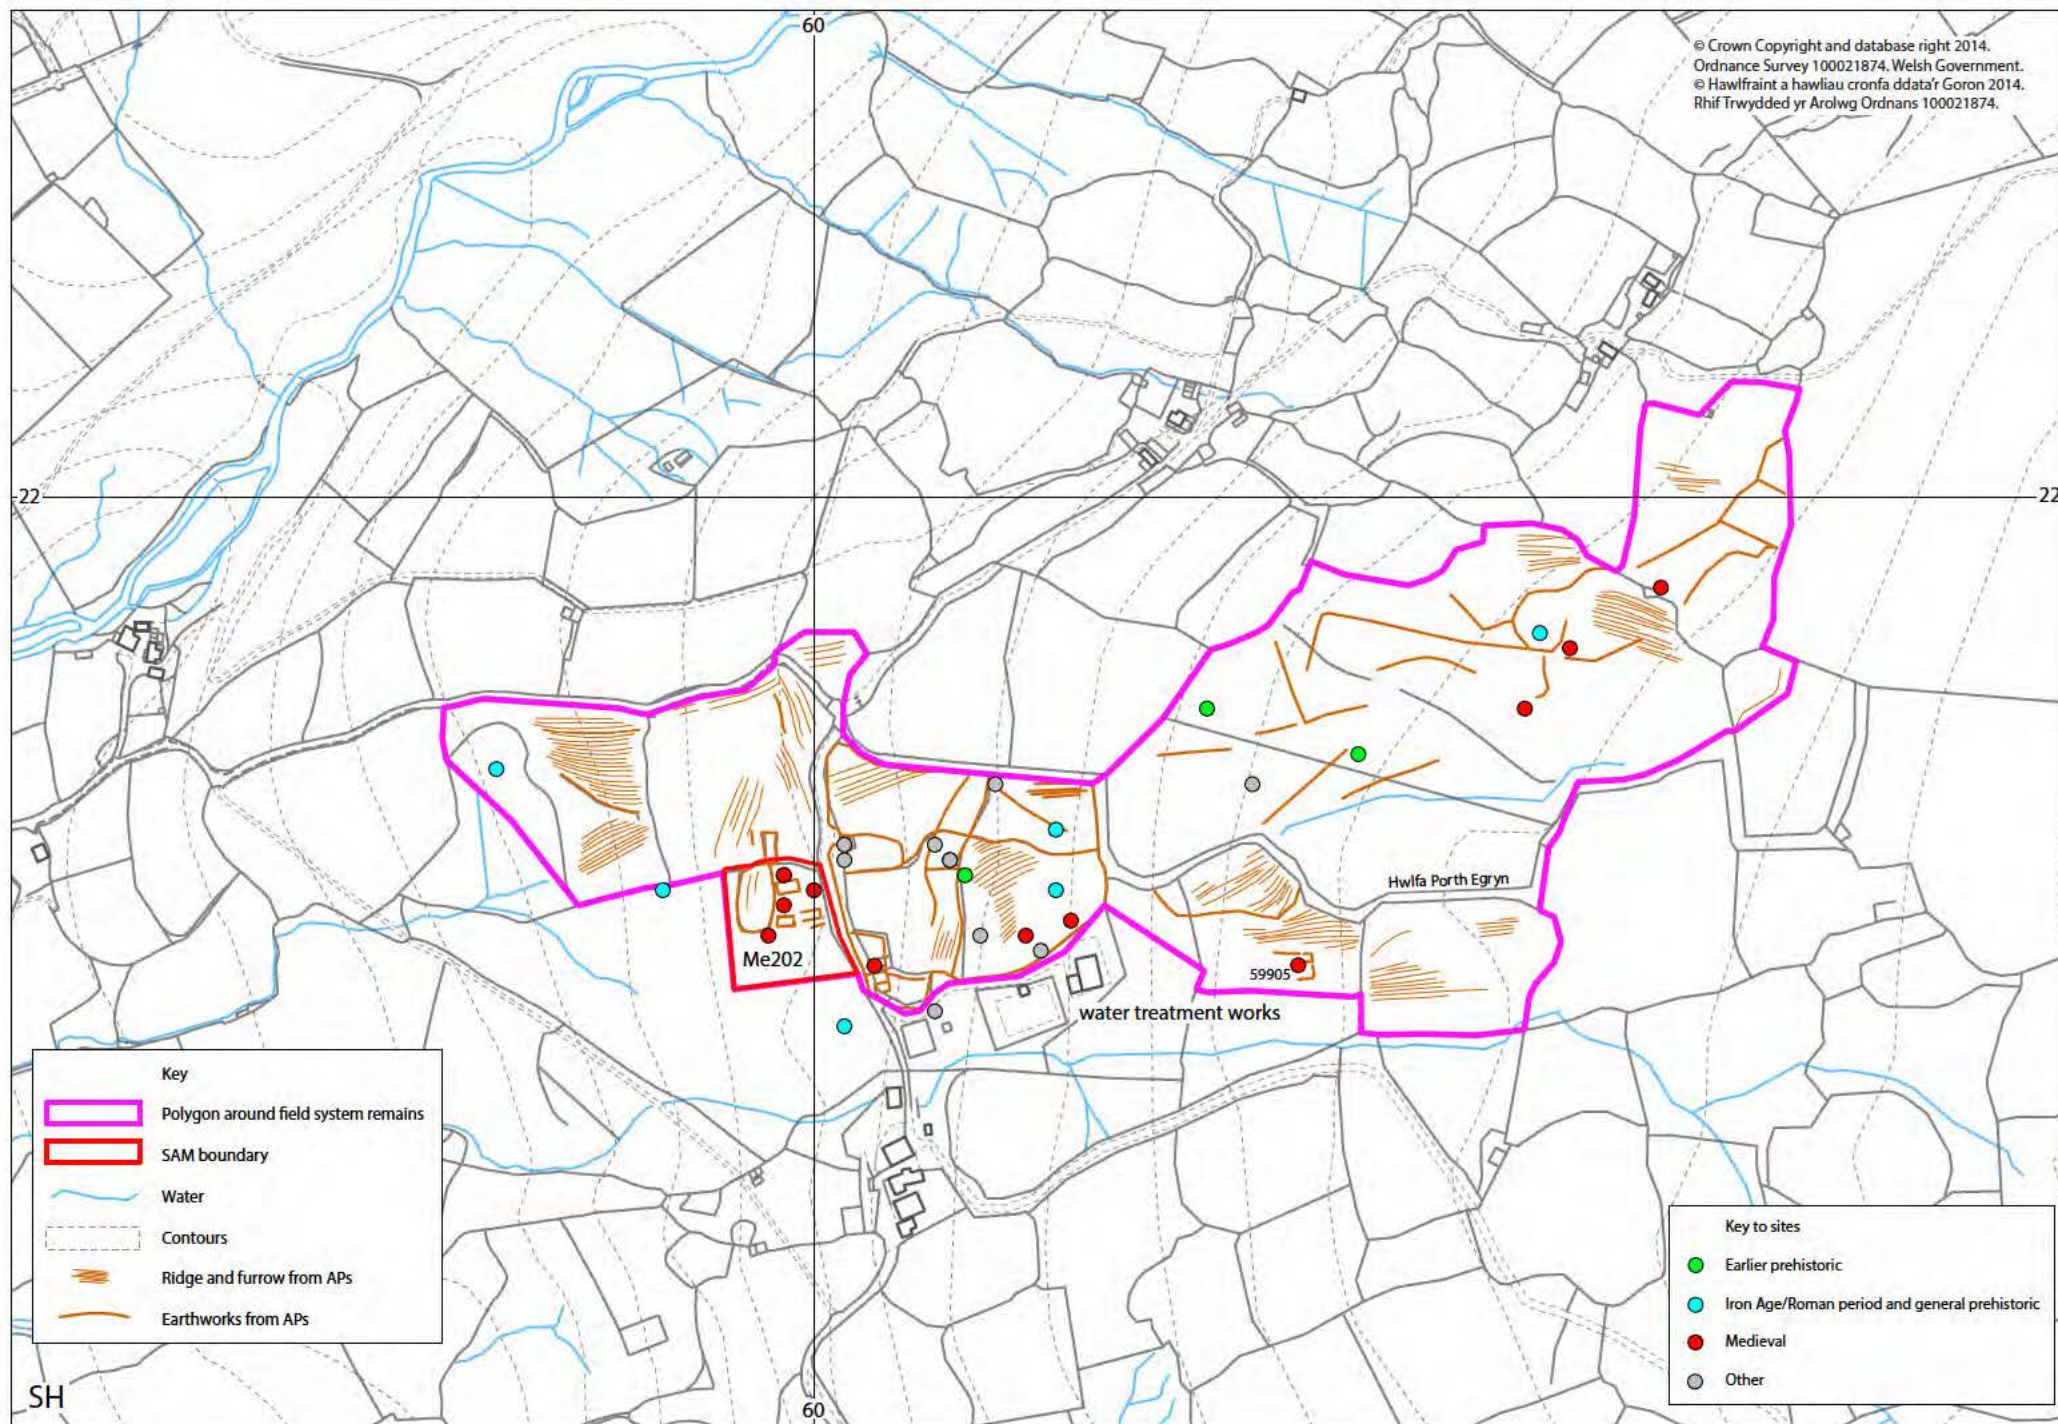 60
© Crown Copyright and database right 2014.
Ordnance Survey 100021874. Welsh Government.
© Hawlfraint a hawliau cronfa ddata'r Goron 2014.
Rhif Trwydded yr Arolwg Ordnans 100021874.
22
22
Hwlfa Porth Egryn
Me202
59905
water treatment works
Key
Polygon around field system remains
SAM boundary
Water
Contours
Ridge and furrow from APs
Earthworks from APs
Key to sites
Earlier prehistoric
Iron Age/Roman period and general prehistoric
Medieval
Other
SH
60